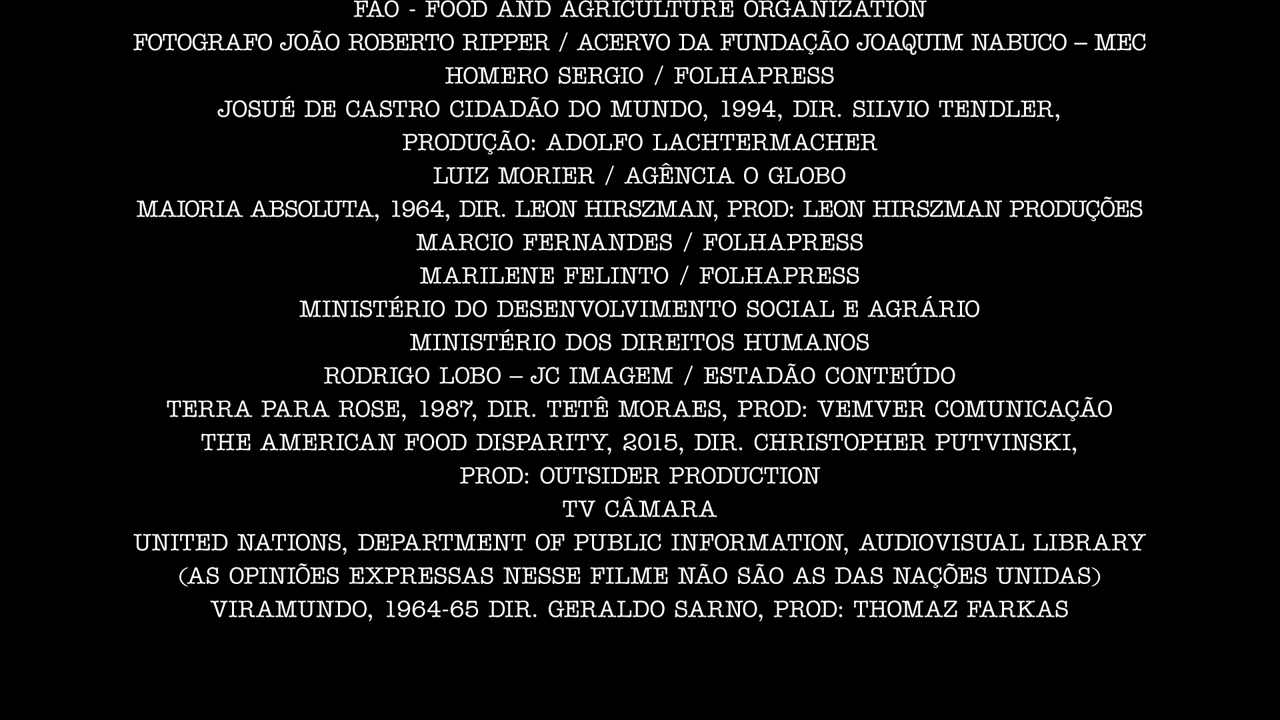 FAO - FOOD AND AGRICULTURE ORGANIZATION
FOTOGRAFO JOÃO ROBERTO RIPPER / ACERVO DA FUNDAÇÃO JOAQUIM NABUCO – MEC
HOMERO SERGIO / FOLHAPRESS
JOSUÉ DE CASTRO CIDADÃO DO MUNDO, 1994, DIR. SILVIO TENDLER,
PRODUÇÃO: ADOLFO LACHTERMACHER
LUIZ MORIER / AGÊNCIA O GLOBO
MAIORIA ABSOLUTA, 1964, DIR. LEON HIRSZMAN, PROD: LEON HIRSZMAN PRODUÇÕES
MARCIO FERNANDES / FOLHAPRESS
MARILENE FELINTO / FOLHAPRESS
MINISTÉRIO DO DESENVOLVIMENTO SOCIAL E AGRÁRIO
MINISTÉRIO DOS DIREITOS HUMANOS
RODRIGO LOBO – JC IMAGEM / ESTADÃO CONTEÚDO
TERRA PARA ROSE, 1987, DIR. TETÊ MORAES, PROD: VEMVER COMUNICAÇÃO
THE AMERICAN FOOD DISPARITY, 2015, DIR. CHRISTOPHER PUTVINSKI,
PROD: OUTSIDER PRODUCTION
TV CÂMARA
UNITED NATIONS, DEPARTMENT OF PUBLIC INFORMATION, AUDIOVISUAL LIBRARY
(AS OPINIÕES EXPRESSAS NESSE FILME NÃO SÃO AS DAS NAÇÕES UNIDAS)
VIRAMUNDO, 1964-65 DIR. GERALDO SARNO, PROD: THOMAZ FARKAS